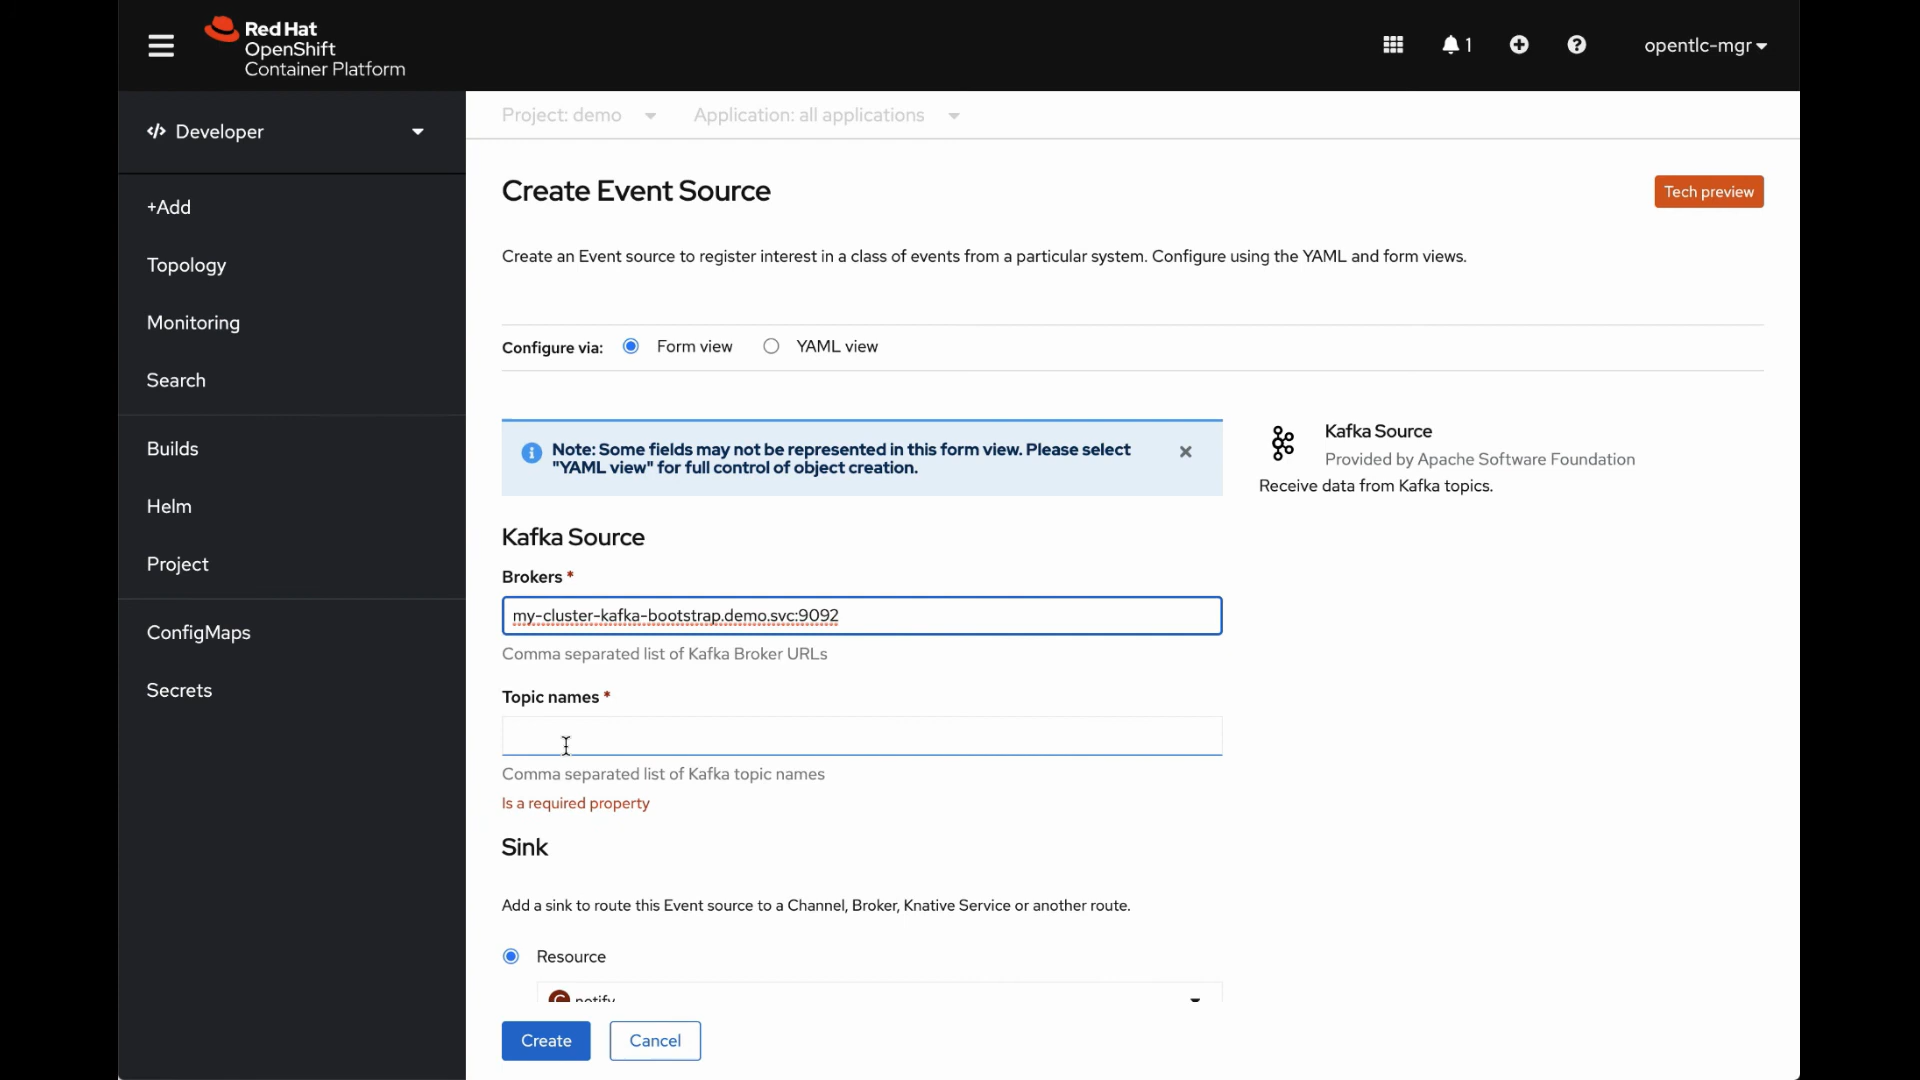 Red Hat
OpenShift
Container Platform
1
opentlc-mgr
Developer
+Add
Topology
Monitoring
Search
Builds
Helm
Project
ConfigMaps
Secrets
Project: demo
Application: all applications
Create Event Source
Tech preview
Create an Event source to register interest in a class of events from a particular system. Configure using the YAML and form views.
Configure via:
Form view
YAML view
Note: Some fields may not be represented in this form view. Please select
"YAML view" for full control of object creation.
Kafka Source
Provided by Apache Software Foundation
Receive data from Kafka topics.
Kafka Source
Brokers *
my-cluster-kafka-bootstrap.demo.svc:9092
Comma separated list of Kafka Broker URLs
Topic names *
Comma separated list of Kafka topic names
Is a required property
Sink
Add a sink to route this Event source to a Channel, Broker, Knative Service or another route.
Resource
C notify
Create
Cancel